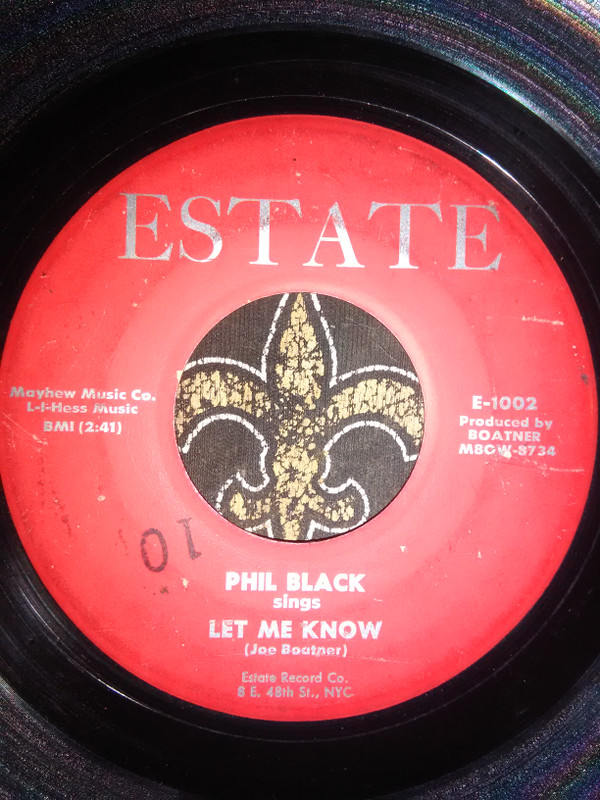 ESTATE
Mayhew Music Co.
L-I-Hess Music
BMI (2:41)
E-1002
Produced by
BOATNER
M8OW-8734
10
PHIL BLACK
sings
LET ME KNOW
(Joe Boatner)
Estate Record Co.
8 E. 48th St., NYC